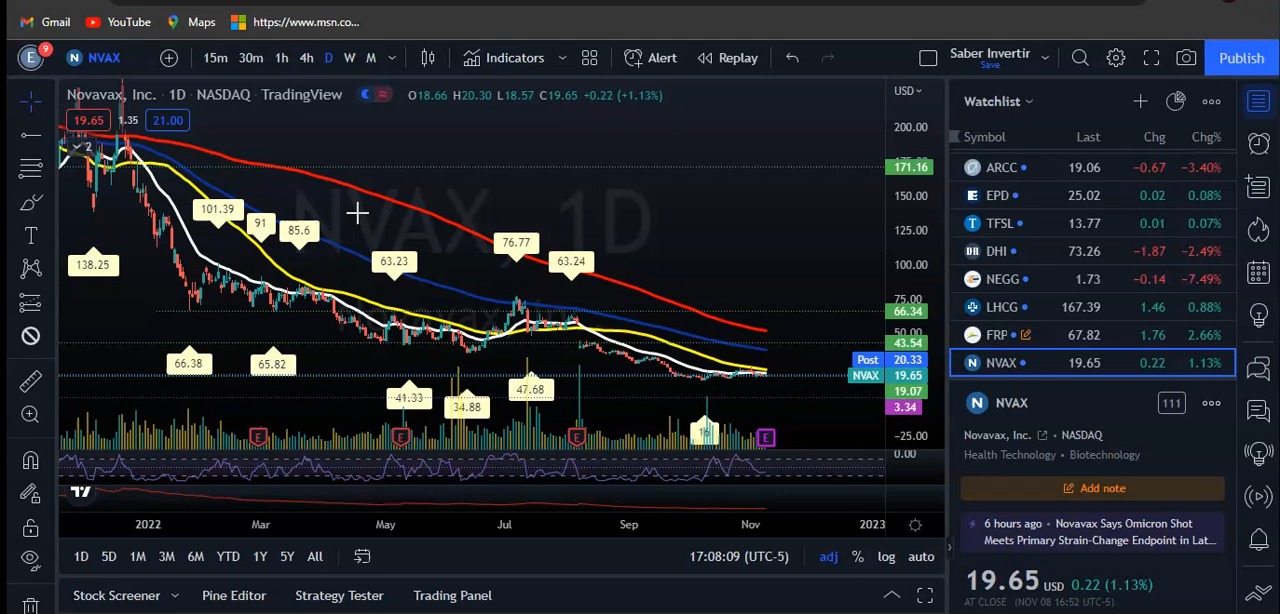 Gmail YouTube Maps https://www.msn.co...
E 9 NVAX 15m 30m 1h 4h D W M Indicators Alert Replay Saber Invertir Save Publish
Novavax, Inc. · 1D · NASDAQ · TradingView O18.66 H20.30 L18.57 C19.65 +0.22 (+1.13%) USD
19.65 1.35 21.00
2
NVAX, 1D
200.00
171.16
150.00
125.00
100.00
75.00
66.34
50.00
43.54
Post 20.33
NVAX 19.65
19.07
3.34
−25.00
0.00
138.25
101.39
91
85.6
63.23
76.77
63.24
66.38
65.82
41.33
34.88
47.68
E E E E
2022 Mar May Jul Sep Nov 2023
1D 5D 1M 3M 6M YTD 1Y 5Y All 17:08:09 (UTC-5) adj % log auto
Stock Screener Pine Editor Strategy Tester Trading Panel
Watchlist
Symbol Last Chg Chg%
ARCC 19.06 −0.67 −3.40%
EPD 25.02 0.02 0.08%
TFSL 13.77 0.01 0.07%
DHI 73.26 −1.87 −2.49%
NEGG 1.73 −0.14 −7.49%
LHCG 167.39 1.46 0.88%
FRP 67.82 1.76 2.66%
NVAX 19.65 0.22 1.13%
N NVAX 111
Novavax, Inc. NASDAQ
Health Technology • Biotechnology
Add note
6 hours ago • Novavax Says Omicron Shot
Meets Primary Strain-Change Endpoint in Lat...
19.65 USD 0.22 (1.13%)
AT CLOSE (NOV 08 16:52 UTC-5)